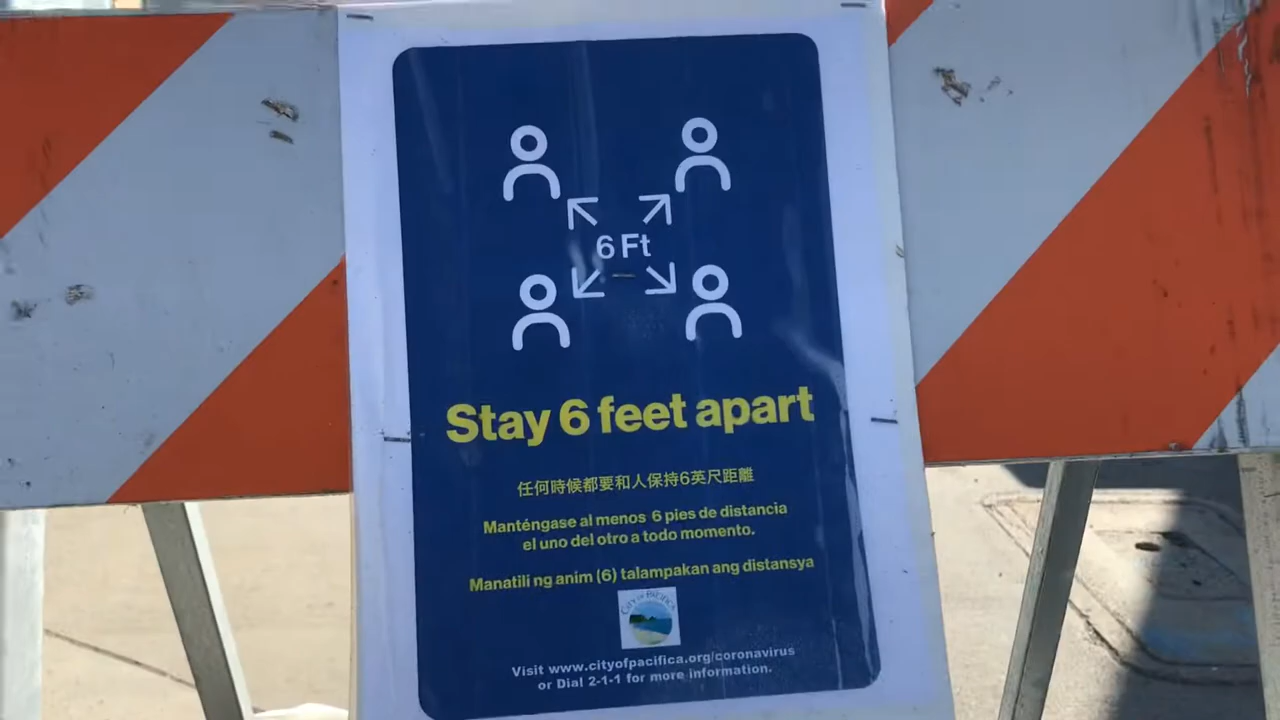 6 Ft
Stay 6 feet apart
任何時候都要和人保持6英尺距離
Manténgase al menos 6 pies de distancia
el uno del otro a todo momento.
Manatili ng anim (6) talampakan ang distansya
CITY OF PACIFICA
Visit www.cityofpacifica.org/coronavirus
or Dial 2-1-1 for more information.